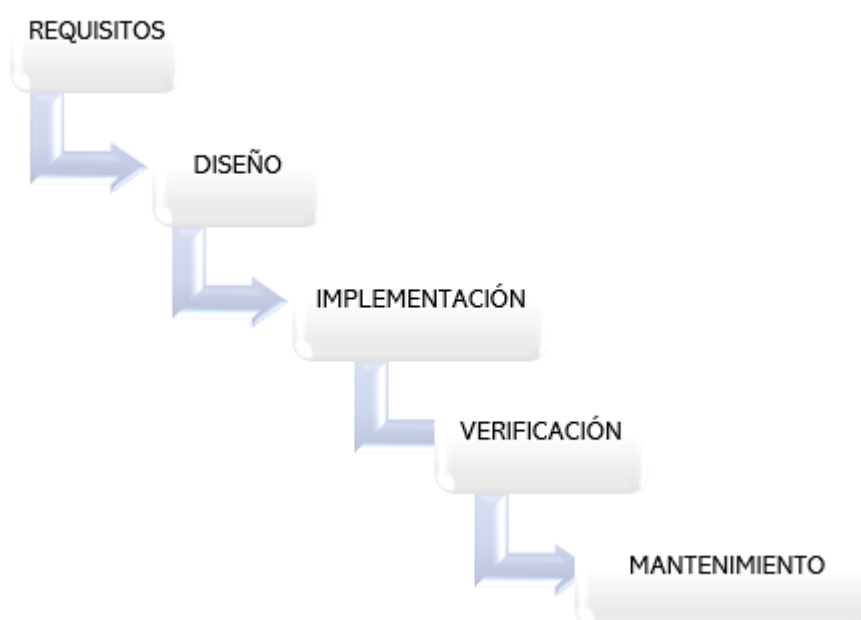 REQUISITOS
DISEÑO
IMPLEMENTACIÓN
VERIFICACIÓN
MANTENIMIENTO